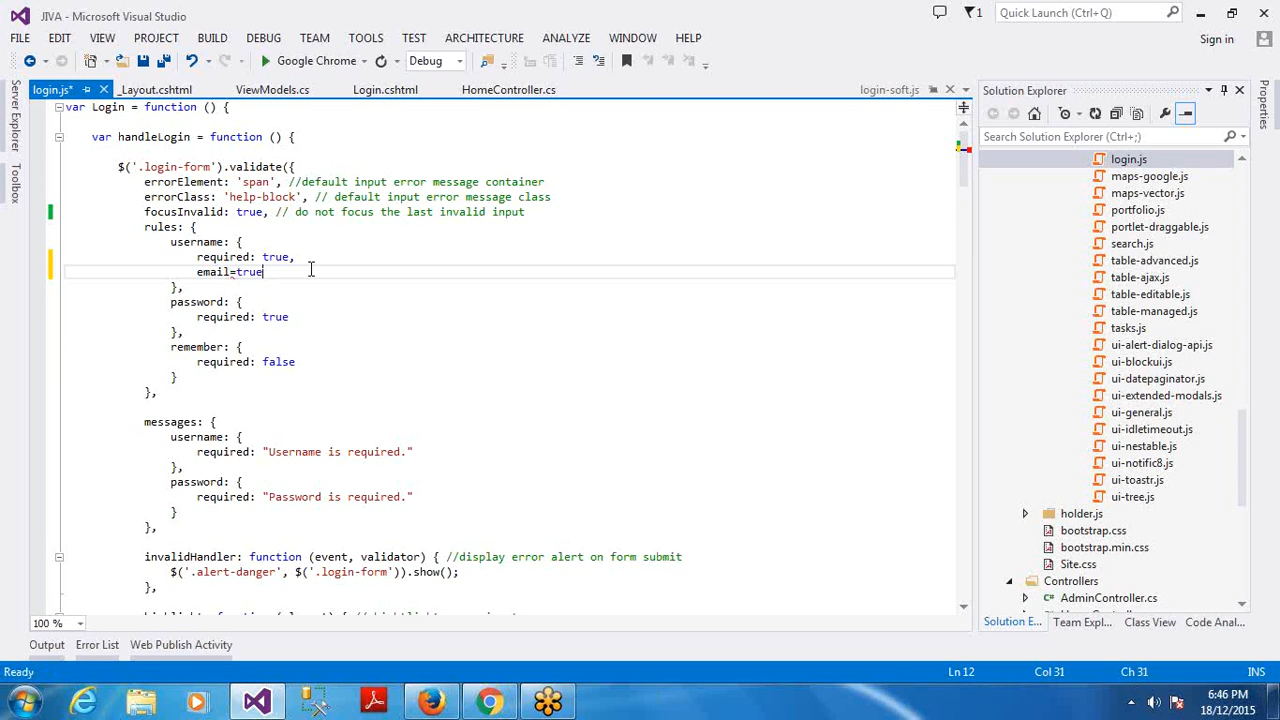 JIVA - Microsoft Visual Studio
1
Quick Launch (Ctrl+Q)
FILE EDIT VIEW PROJECT BUILD DEBUG TEAM TOOLS TEST ARCHITECTURE ANALYZE WINDOW HELP
Sign in
Google Chrome
Debug
Server Explorer
Toolbox
login.js* _Layout.cshtml ViewModels.cs Login.cshtml HomeController.cs login-soft.js
var Login = function () {
var handleLogin = function () {
$('.login-form').validate({
errorElement: 'span', //default input error message container
errorClass: 'help-block', // default input error message class
focusInvalid: true, // do not focus the last invalid input
rules: {
username: {
required: true,
email=true
},
password: {
required: true
},
remember: {
required: false
}
},
messages: {
username: {
required: "Username is required."
},
password: {
required: "Password is required."
}
},
invalidHandler: function (event, validator) { //display error alert on form submit
$('.alert-danger', $('.login-form')).show();
},
100 %
Solution Explorer
Search Solution Explorer (Ctrl+;)
login.js
maps-google.js
maps-vector.js
portfolio.js
portlet-draggable.js
search.js
table-advanced.js
table-ajax.js
table-editable.js
table-managed.js
tasks.js
ui-alert-dialog-api.js
ui-blockui.js
ui-datepaginator.js
ui-extended-modals.js
ui-general.js
ui-idletimeout.js
ui-nestable.js
ui-notific8.js
ui-toastr.js
ui-tree.js
holder.js
bootstrap.css
bootstrap.min.css
Site.css
Controllers
AdminController.cs
Solution E... Team Expl... Class View Code Anal...
Properties
Output Error List Web Publish Activity
Ready Ln 12 Col 31 Ch 31 INS
6:46 PM
18/12/2015